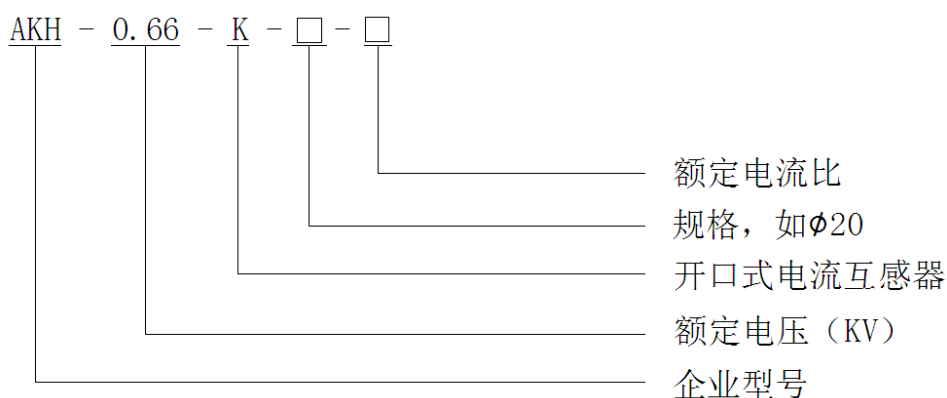 AKH - 0.66 - K - □ - □
额定电流比
规格，如Φ20
开口式电流互感器
额定电压（KV）
企业型号